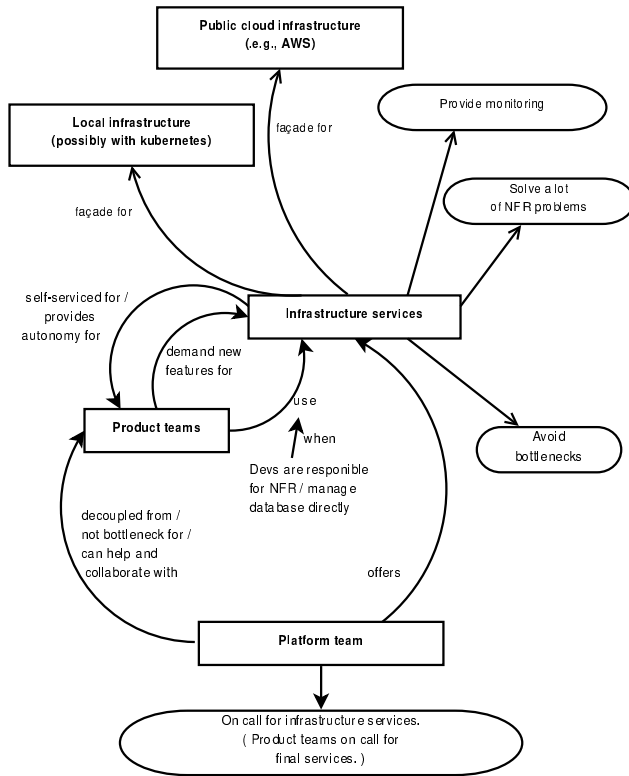 Public cloud infrastructure
(.e.g., AWS)
Local infrastructure
(possibly with kubernetes)
Provide monitoring
façade for
Solve a lot
of NFR problems
façade for
self-serviced for /
provides
autonomy for
Infrastructure services
demand new
features for
use
Product teams
when
Avoid
bottlenecks
Devs are responible
for NFR / manage
database directly
decoupled from /
not bottleneck for /
can help and
collaborate with
offers
Platform team
On call for infrastructure services.
( Product teams on call for
final services. )